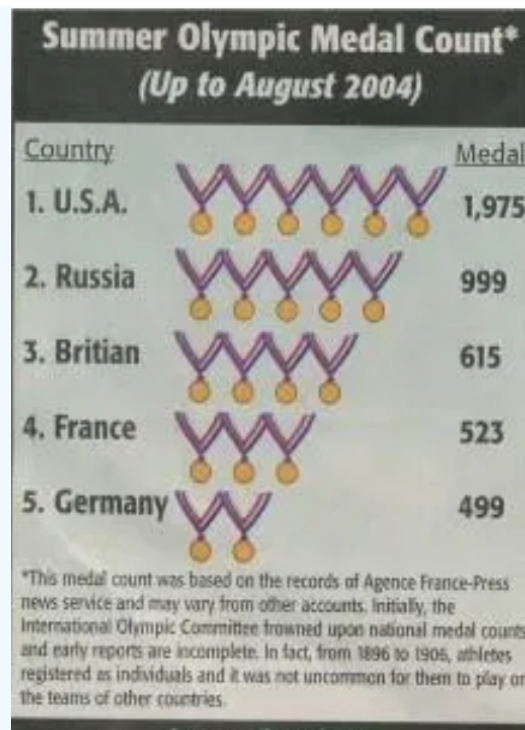 Summer Olympic Medal Count*
(Up to August 2004)
Country Medal
1. U.S.A. 1,975
2. Russia 999
3. Britian 615
4. France 523
5. Germany 499
*This medal count was based on the records of Agence France-Press
news service and may vary from other accounts. Initially, the
International Olympic Committee frowned upon national medal counts
and early reports are incomplete. In fact, from 1896 to 1906, athletes
registered as individuals and it was not uncommon for them to play on
the teams of other countries.